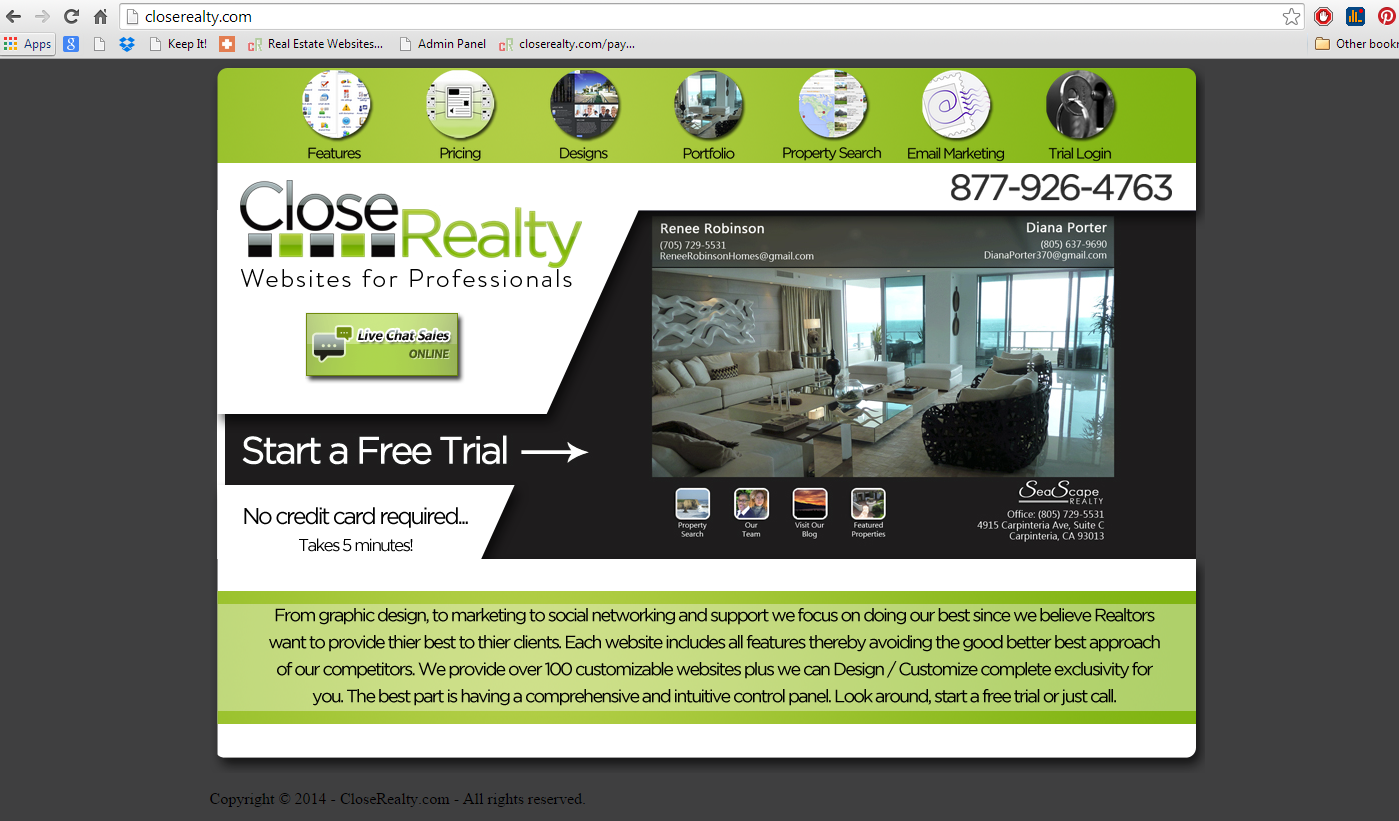 closerealty.com
Apps
Keep It!
cR Real Estate Websites...
Admin Panel
cR closerealty.com/pay...
Other bookr
Features
Pricing
Designs
Portfolio
Property Search
Email Marketing
Trial Login
877-926-4763
Close
Realty
Websites for Professionals
Live Chat Sales
ONLINE
Renee Robinson
(705) 729-5531
ReneeRobinsonHomes@gmail.com
Diana Porter
(805) 637-9690
DianaPorter370@gmail.com
Start a Free Trial
No credit card required...
Takes 5 minutes!
Property
Search
Our
Team
Visit Our
Blog
Featured
Properties
SeaScape
REALTY
Office: (805) 729-5531
4915 Carpinteria Ave, Suite C
Carpinteria, CA 93013
From graphic design, to marketing to social networking and support we focus on doing our best since we believe Realtors
want to provide thier best to thier clients. Each website includes all features thereby avoiding the good better best approach
of our competitors. We provide over 100 customizable websites plus we can Design / Customize complete exclusivity for
you. The best part is having a comprehensive and intuitive control panel. Look around, start a free trial or just call.
Copyright © 2014 - CloseRealty.com - All rights reserved.